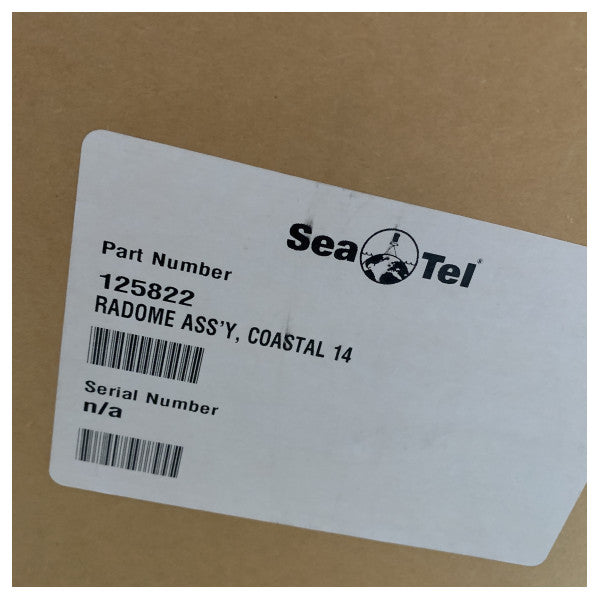 Sea Tel®
Part Number
125822
RADOME ASS'Y, COASTAL 14
Serial Number
n/a